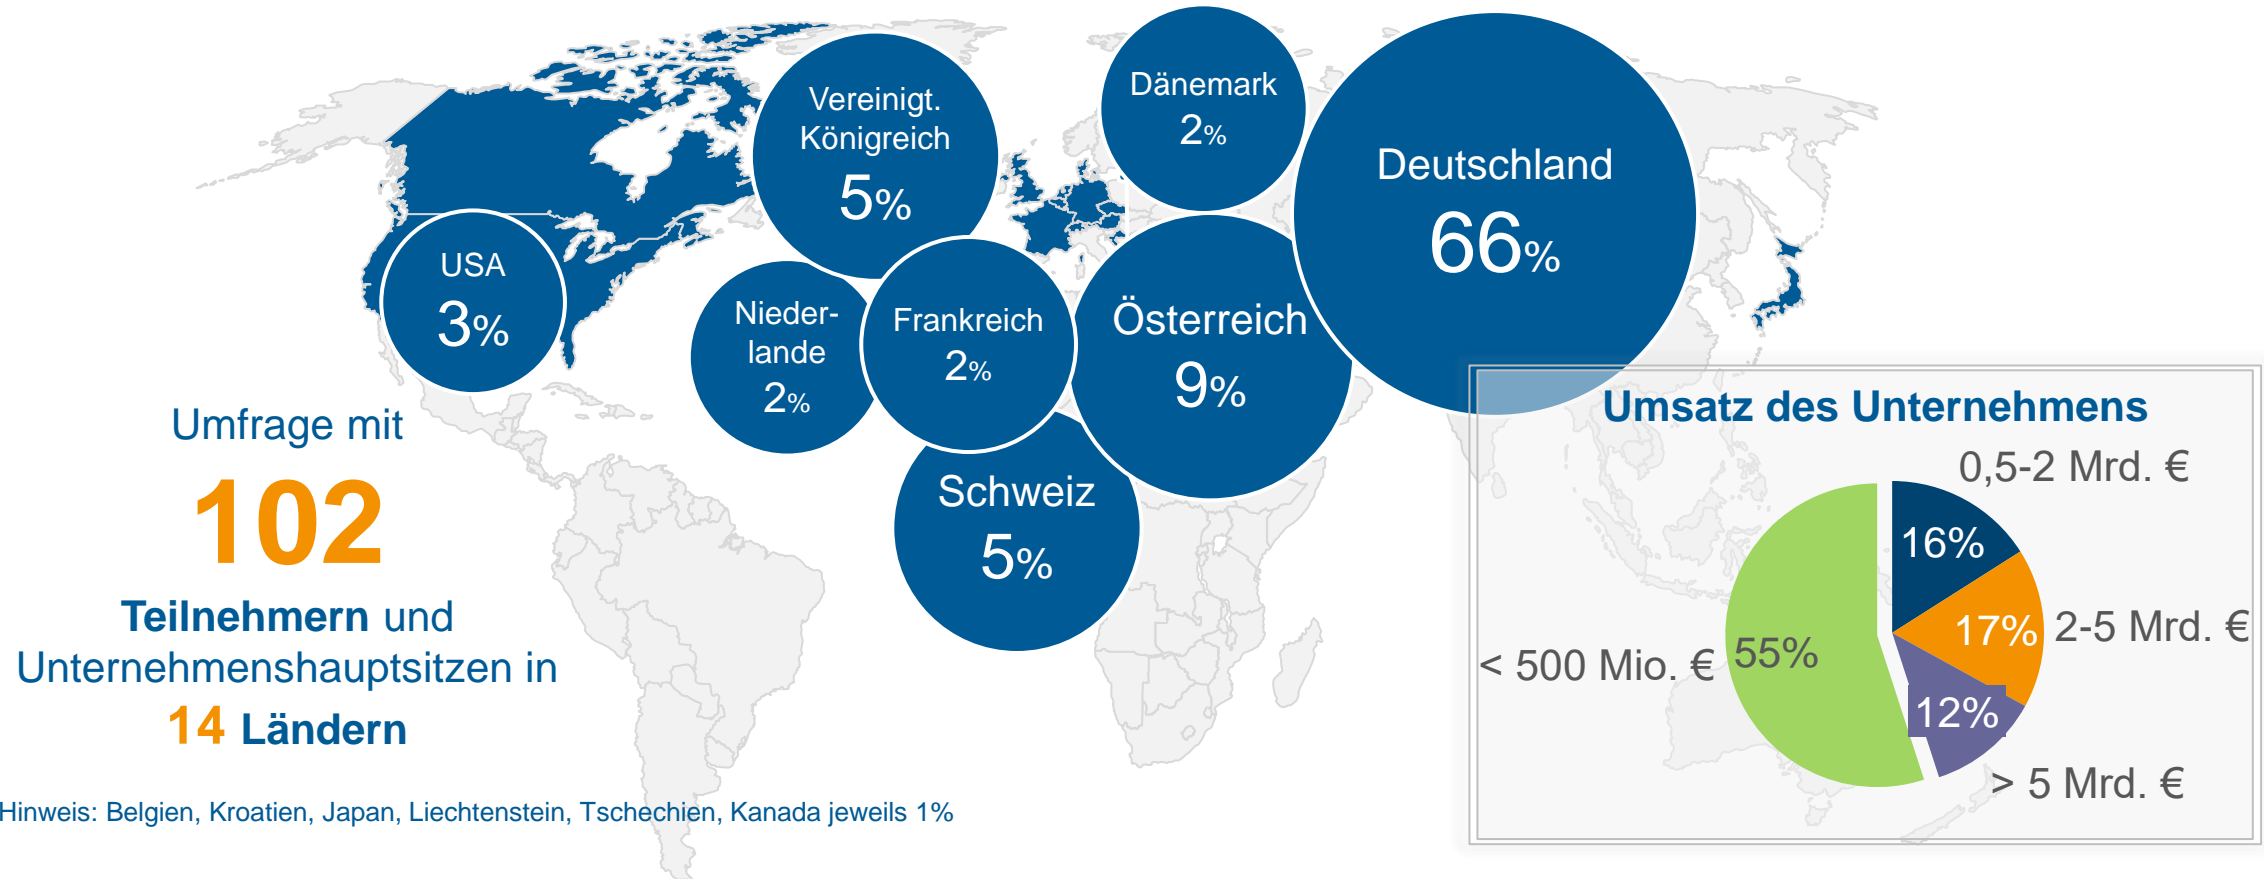 Vereinigt.
Königreich
5%
Dänemark
2%
Deutschland
66%
USA
3%
Nieder-
lande
2%
Frankreich
2%
Österreich
9%
Schweiz
5%
Umfrage mit
102
Teilnehmern und
Unternehmenshauptsitzen in
14 Ländern
Hinweis: Belgien, Kroatien, Japan, Liechtenstein, Tschechien, Kanada jeweils 1%
Umsatz des Unternehmens
0,5-2 Mrd. €
16%
17%
2-5 Mrd. €
< 500 Mio. €
55%
12%
> 5 Mrd. €